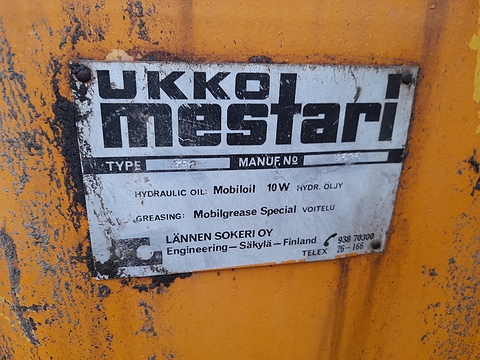 UKKO
mestari
TYPE 332 MANUF. No
HYDRAULIC OIL: Mobiloil 10 W HYDR. ÖLJY
GREASING: Mobilgrease Special VOITELU
LÄNNEN SOKERI OY
Engineering—Säkylä—Finland
938 70300
TELEX 26-166